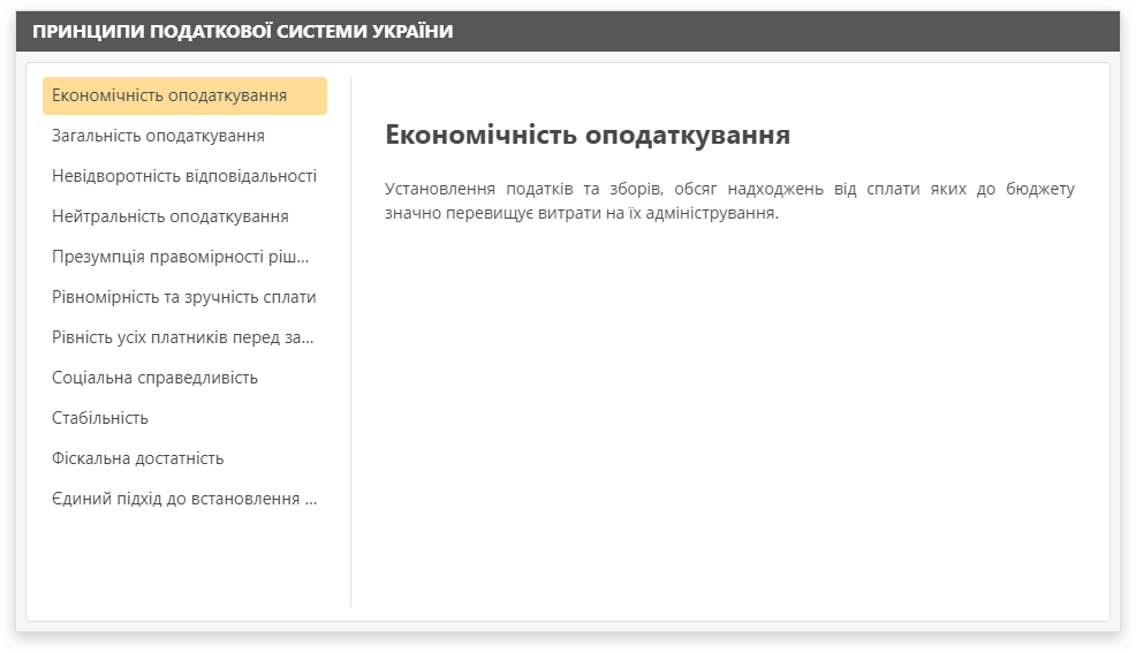 ПРИНЦИПИ ПОДАТКОВОЇ СИСТЕМИ УКРАЇНИ
Економічність оподаткування
Загальність оподаткування
Невідворотність відповідальності
Нейтральність оподаткування
Презумпція правомірності ріш...
Рівномірність та зручність сплати
Рівність усіх платників перед за...
Соціальна справедливість
Стабільність
Фіскальна достатність
Єдиний підхід до встановлення ...
Економічність оподаткування
Установлення податків та зборів, обсяг надходжень від сплати яких до бюджету
значно перевищує витрати на їх адміністрування.